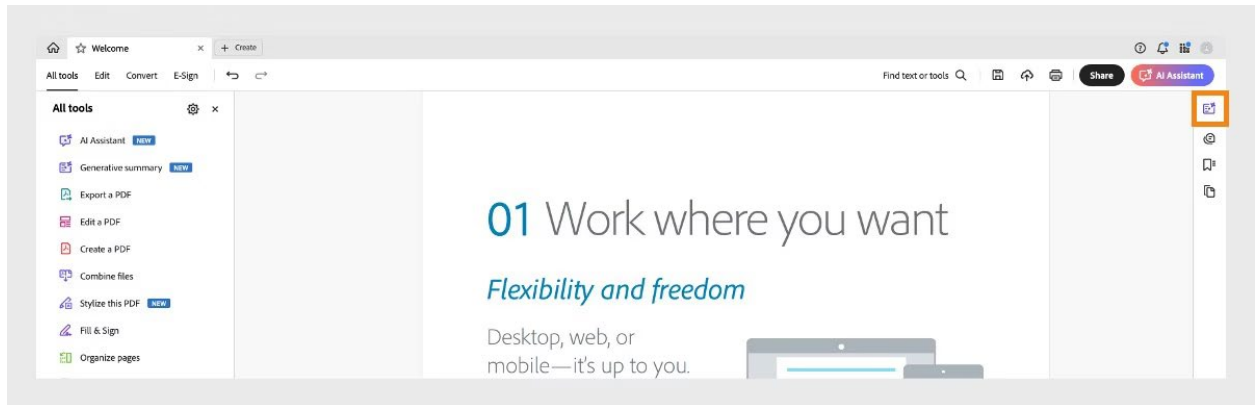 Welcome
Create
All tools Edit Convert E-Sign
Find text or tools
Share
AI Assistant
All tools
AI Assistant NEW
Generative summary NEW
Export a PDF
Edit a PDF
Create a PDF
Combine files
Stylize this PDF NEW
Fill & Sign
Organize pages
01 Work where you want
Flexibility and freedom
Desktop, web, or
mobile—it's up to you.